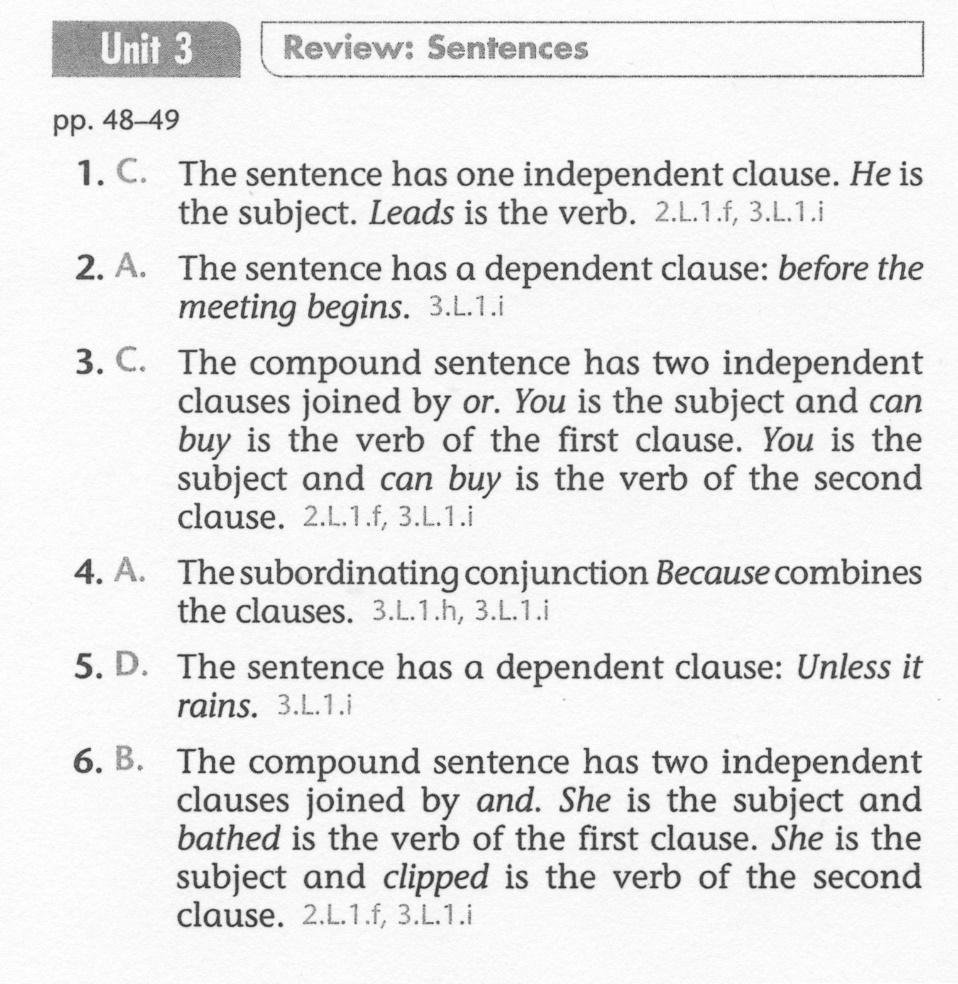 Unit 3 Review: Sentences
pp. 48–49
1. C. The sentence has one independent clause. He is
the subject. Leads is the verb. 2.L.1.f, 3.L.1.i
2. A. The sentence has a dependent clause: before the
meeting begins. 3.L.1.i
3. C. The compound sentence has two independent
clauses joined by or. You is the subject and can
buy is the verb of the first clause. You is the
subject and can buy is the verb of the second
clause. 2.L.1.f, 3.L.1.i
4. A. The subordinating conjunction Because combines
the clauses. 3.L.1.h, 3.L.1.i
5. D. The sentence has a dependent clause: Unless it
rains. 3.L.1.i
6. B. The compound sentence has two independent
clauses joined by and. She is the subject and
bathed is the verb of the first clause. She is the
subject and clipped is the verb of the second
clause. 2.L.1.f, 3.L.1.i